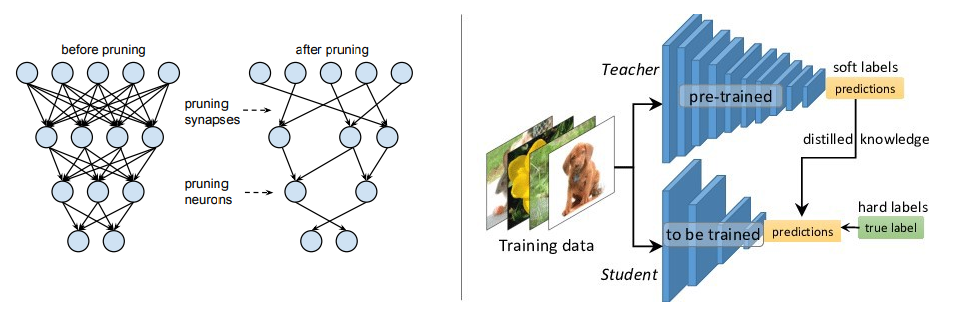 before pruning
after pruning
pruning
synapses
pruning
neurons
Teacher
pre-trained
soft labels
predictions
distilled knowledge
Training data
hard labels
to be trained
predictions
true label
Student